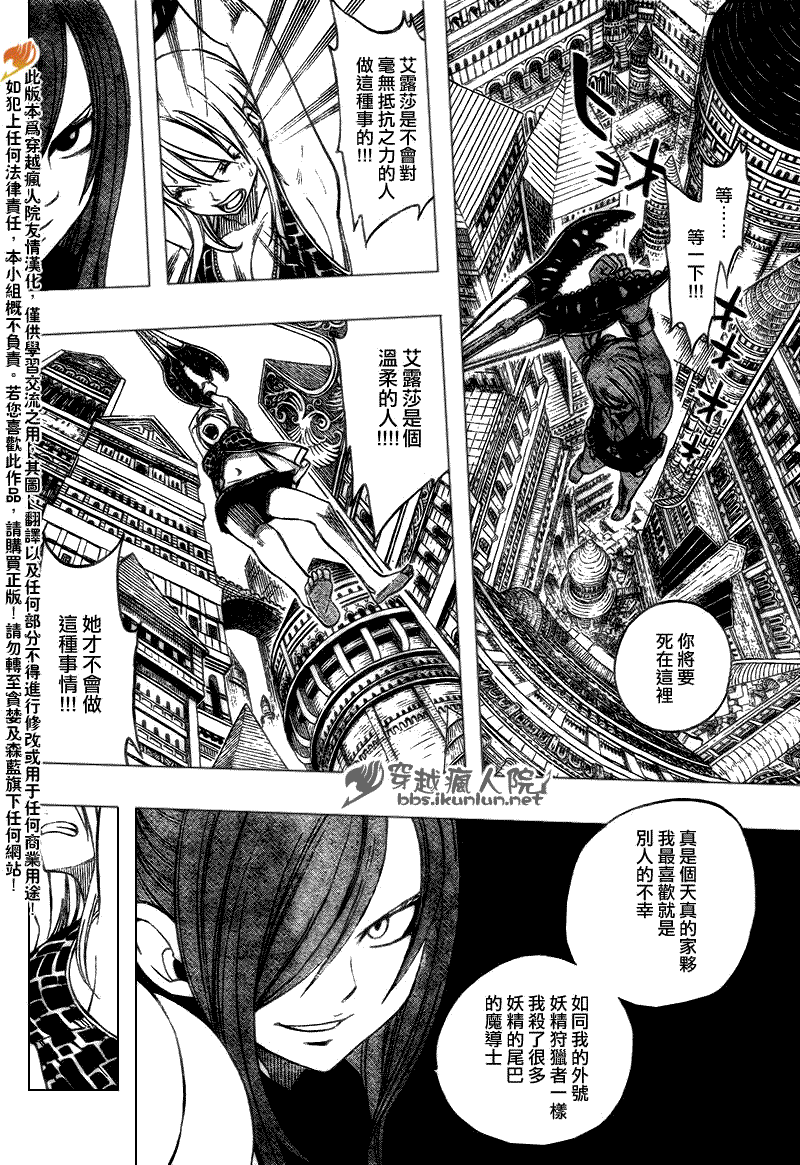 等……
等一下!!!
你將要
死在這裡
艾露莎是不會對
毫無抵抗之力的人
做這種事的!!!
艾露莎是個
溫柔的人!!!!
她才不會做
這種事情!!!
真是個天真的家夥
我最喜歡就是
別人的不幸
如同我的外號
妖精狩獵者一樣
我殺了很多
妖精的尾巴
的魔導士
穿越瘋人院
bbs.ikunlun.net
此版本爲穿越瘋人院友情漢化，僅供學習交流之用，其圖、翻譯以及任何部分不得進行修改或用于任何商業用途！
如犯上任何法律責任，本小組概不負責。若您喜歡此作品，請購買正版！請勿轉至貪婪及森藍旗下任何網站！